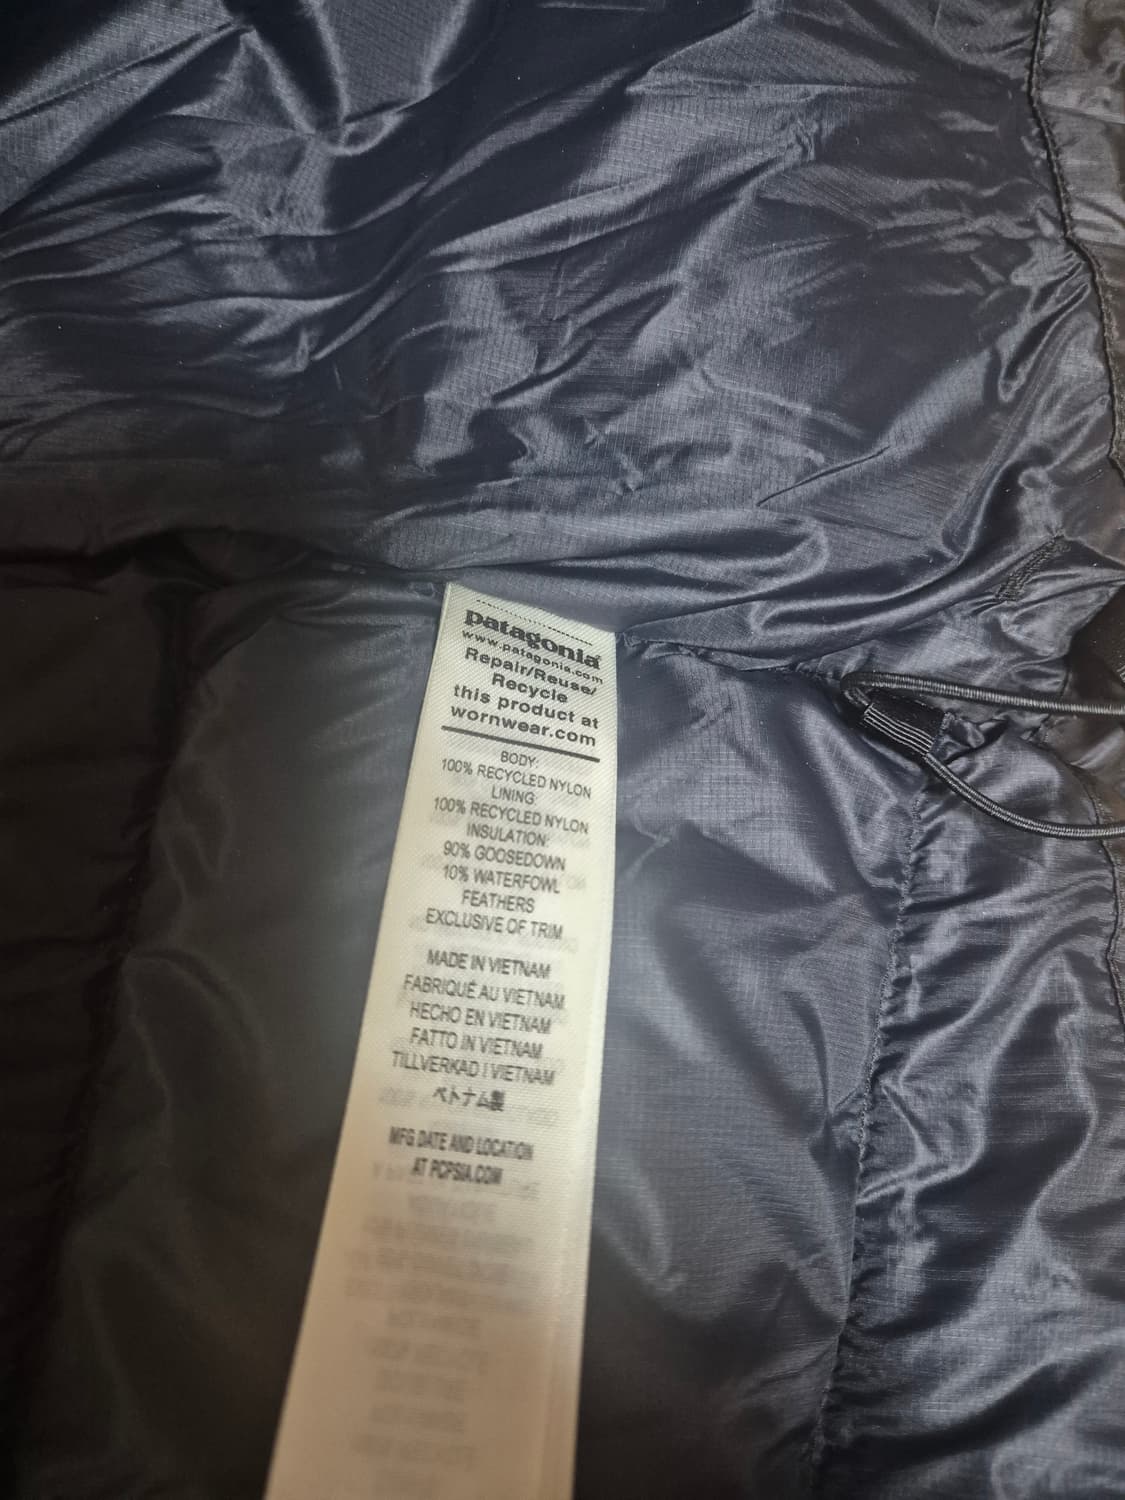 patagonia
www.patagonia.com
Repair/Reuse/
Recycle
this product at
wornwear.com
BODY:
100% RECYCLED NYLON
LINING:
100% RECYCLED NYLON
INSULATION:
90% GOOSEDOWN
10% WATERFOWL
FEATHERS
EXCLUSIVE OF TRIM
MADE IN VIETNAM
FABRIQUÉ AU VIETNAM
HECHO EN VIETNAM
FATTO IN VIETNAM
TILLVERKAD I VIETNAM
ベトナム製
MFG DATE AND LOCATION
AT PCPSIA.COM